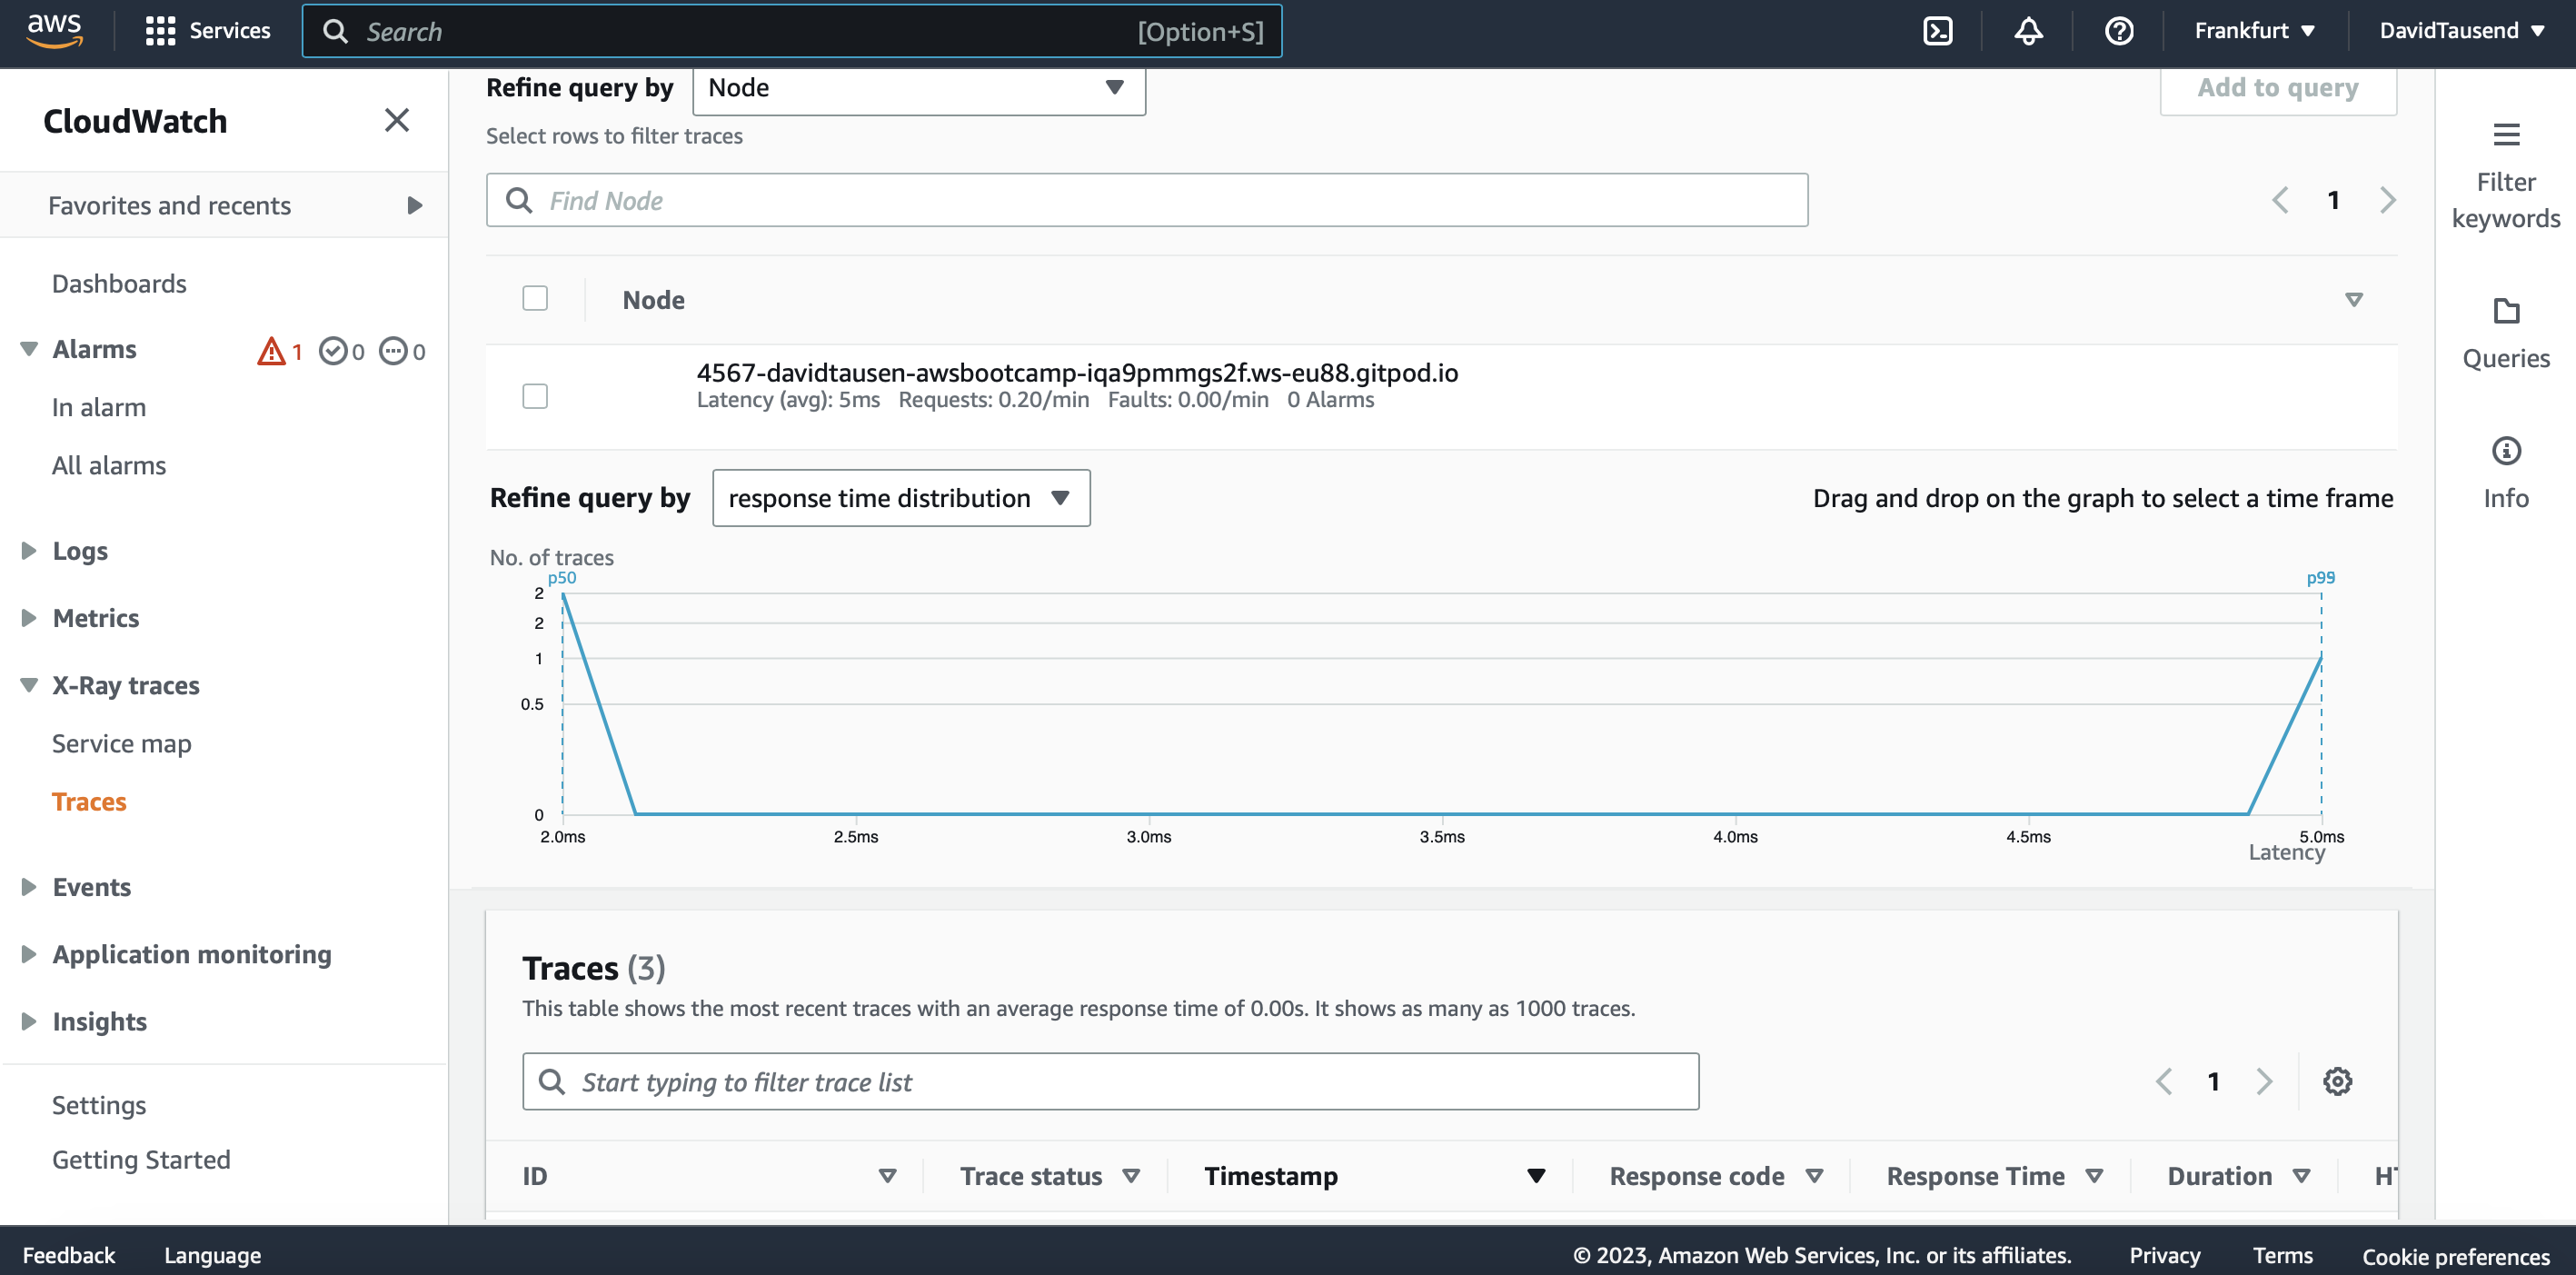 aws
Services
Search
[Option+S]
Frankfurt
DavidTausend
CloudWatch
Favorites and recents
Dashboards
Alarms
1
0
0
In alarm
All alarms
Logs
Metrics
X-Ray traces
Service map
Traces
Events
Application monitoring
Insights
Settings
Getting Started
Refine query by
Node
Add to query
Select rows to filter traces
Find Node
1
Node
4567-davidtausen-awsbootcamp-iqa9pmmgs2f.ws-eu88.gitpod.io
Latency (avg): 5ms Requests: 0.20/min Faults: 0.00/min 0 Alarms
Refine query by
response time distribution
Drag and drop on the graph to select a time frame
No. of traces
p50
p99
2
2
1
0.5
0
2.0ms
2.5ms
3.0ms
3.5ms
4.0ms
4.5ms
5.0ms
Latency
Traces (3)
This table shows the most recent traces with an average response time of 0.00s. It shows as many as 1000 traces.
Start typing to filter trace list
1
ID
Trace status
Timestamp
Response code
Response Time
Duration
Filter
keywords
Queries
Info
Feedback
Language
© 2023, Amazon Web Services, Inc. or its affiliates.
Privacy
Terms
Cookie preferences